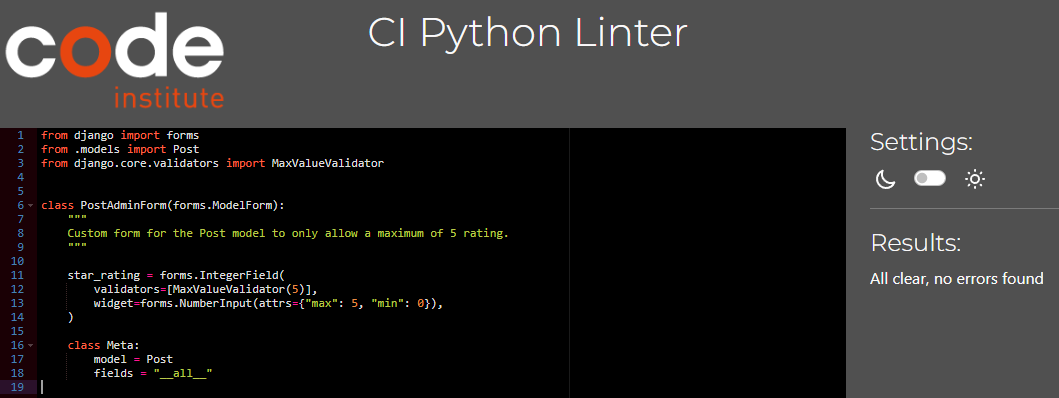 code
institute
CI Python Linter
1 from django import forms
2 from .models import Post
3 from django.core.validators import MaxValueValidator
4
5
6 class PostAdminForm(forms.ModelForm):
7     """
8     Custom form for the Post model to only allow a maximum of 5 rating.
9     """
10
11     star_rating = forms.IntegerField(
12         validators=[MaxValueValidator(5)],
13         widget=forms.NumberInput(attrs={"max": 5, "min": 0}),
14     )
15
16     class Meta:
17         model = Post
18         fields = "__all__"
19
Settings:
Results:
All clear, no errors found